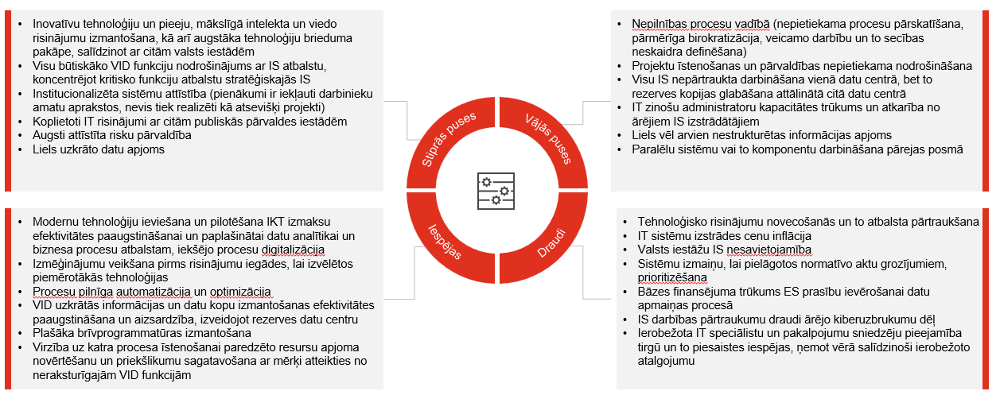 • Inovatīvu tehnoloģiju un pieeju, mākslīgā intelekta un viedo
risinājumu izmantošana, kā arī augstāka tehnoloģiju brieduma
pakāpe, salīdzinot ar citām valsts iestādēm
• Visu būtiskāko VID funkciju nodrošinājums ar IS atbalstu,
koncentrējot kritisko funkciju atbalstu stratēģiskajās IS
• Institucionalizēta sistēmu attīstība (pienākumi ir iekļauti darbinieku
amatu aprakstos, nevis tiek realizēti kā atsevišķi projekti)
• Koplietoti IT risinājumi ar citām publiskās pārvaldes iestādēm
• Augsti attīstīta risku pārvaldība
• Liels uzkrāto datu apjoms
• Nepilnības procesu vadībā (nepietiekama procesu pārskatīšana,
pārmērīga birokratizācija, veicamo darbību un to secības
neskaidra definēšana)
• Projektu īstenošanas un pārvaldības nepietiekama nodrošināšana
• Visu IS nepārtraukta darbināšana vienā datu centrā, bet to
rezerves kopijas glabāšana attālinātā citā datu centrā
• IT zinošu administratoru kapacitātes trūkums un atkarība no
ārējiem IS izstrādātājiem
• Liels vēl arvien nestrukturētas informācijas apjoms
• Paralēlu sistēmu vai to komponentu darbināšana pārejas posmā
Stiprās puses
Vājās puses
Iespējas
Draudi
• Modernu tehnoloģiju ieviešana un pilotēšana IKT izmaksu
efektivitātes paaugstināšanai un paplašinātai datu analītikai un
biznesa procesu atbalstam, iekšējo procesu digitalizācija
• Izmēģinājumu veikšana pirms risinājumu iegādes, lai izvēlētos
piemērotākās tehnoloģijas
• Procesu pilnīga automatizācija un optimizācija
• VID uzkrātās informācijas un datu kopu izmantošanas efektivitātes
paaugstināšana un aizsardzība, izveidojot rezerves datu centru
• Plašāka brīvprogrammatūras izmantošana
• Virzība uz katra procesa īstenošanai paredzēto resursu apjoma
novērtēšanu un priekšlikumu sagatavošana ar mērķi atteikties no
neraksturīgajām VID funkcijām
• Tehnoloģisko risinājumu novecošanās un to atbalsta pārtraukšana
• IT sistēmu izstrādes cenu inflācija
• Valsts iestāžu IS nesavietojamība
• Sistēmu izmaiņu, lai pielāgotos normatīvo aktu grozījumiem,
prioritizēšana
• Bāzes finansējuma trūkums ES prasību ievērošanai datu
apmaiņas procesā
• IS darbības pārtraukumu draudi ārējo kiberuzbrukumu dēļ
• Ierobežota IT speciālistu un pakalpojumu sniedzēju pieejamība
tirgū un to piesaistes iespējas, ņemot vērā salīdzinoši ierobežoto
atalgojumu